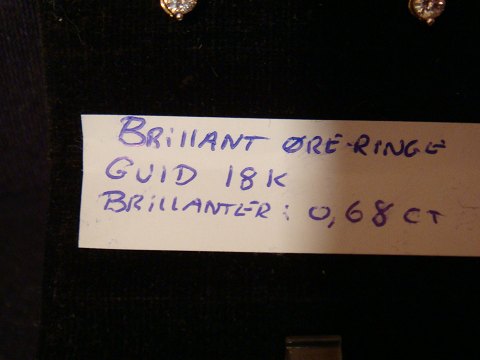 BRillANT ØRE-RINGE
GULD 18K
BRILLANTER: 0,68 CT